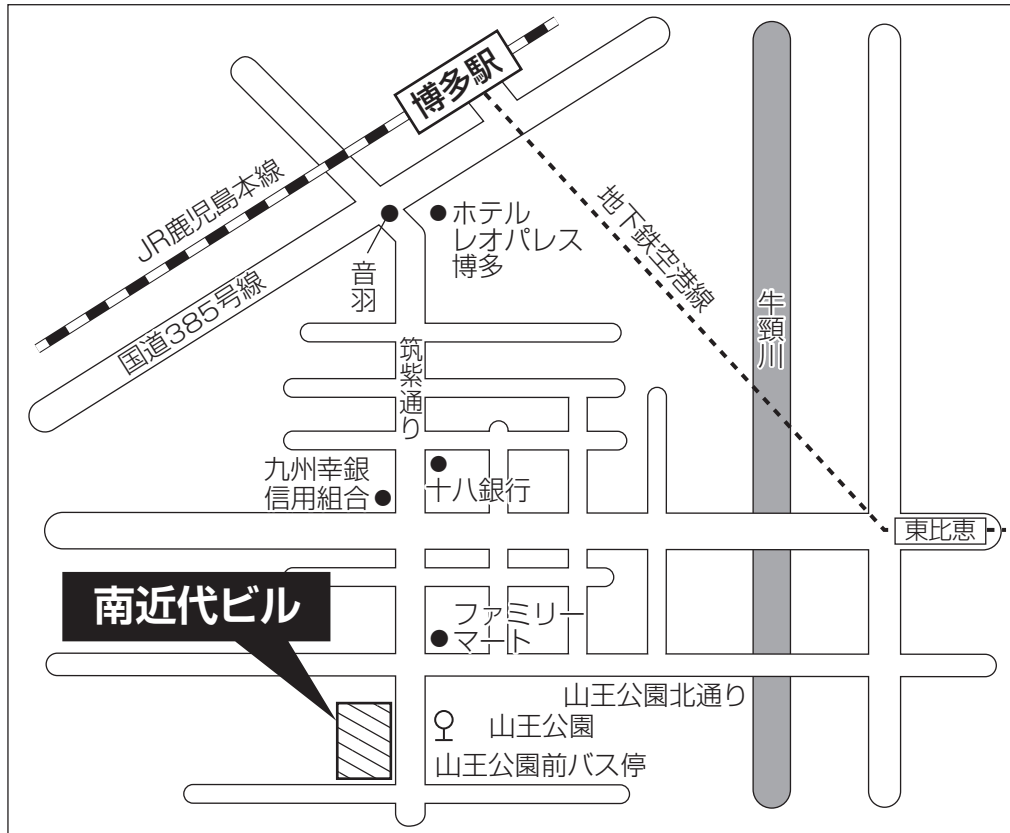 博多駅
JR鹿児島本線
国道385号線
音羽
ホテル
レオパレス
博多
地下鉄空港線
牛頸川
筑紫通り
九州幸銀
信用組合
十八銀行
東比恵
南近代ビル
ファミリー
マート
山王公園北通り
山王公園
山王公園前バス停